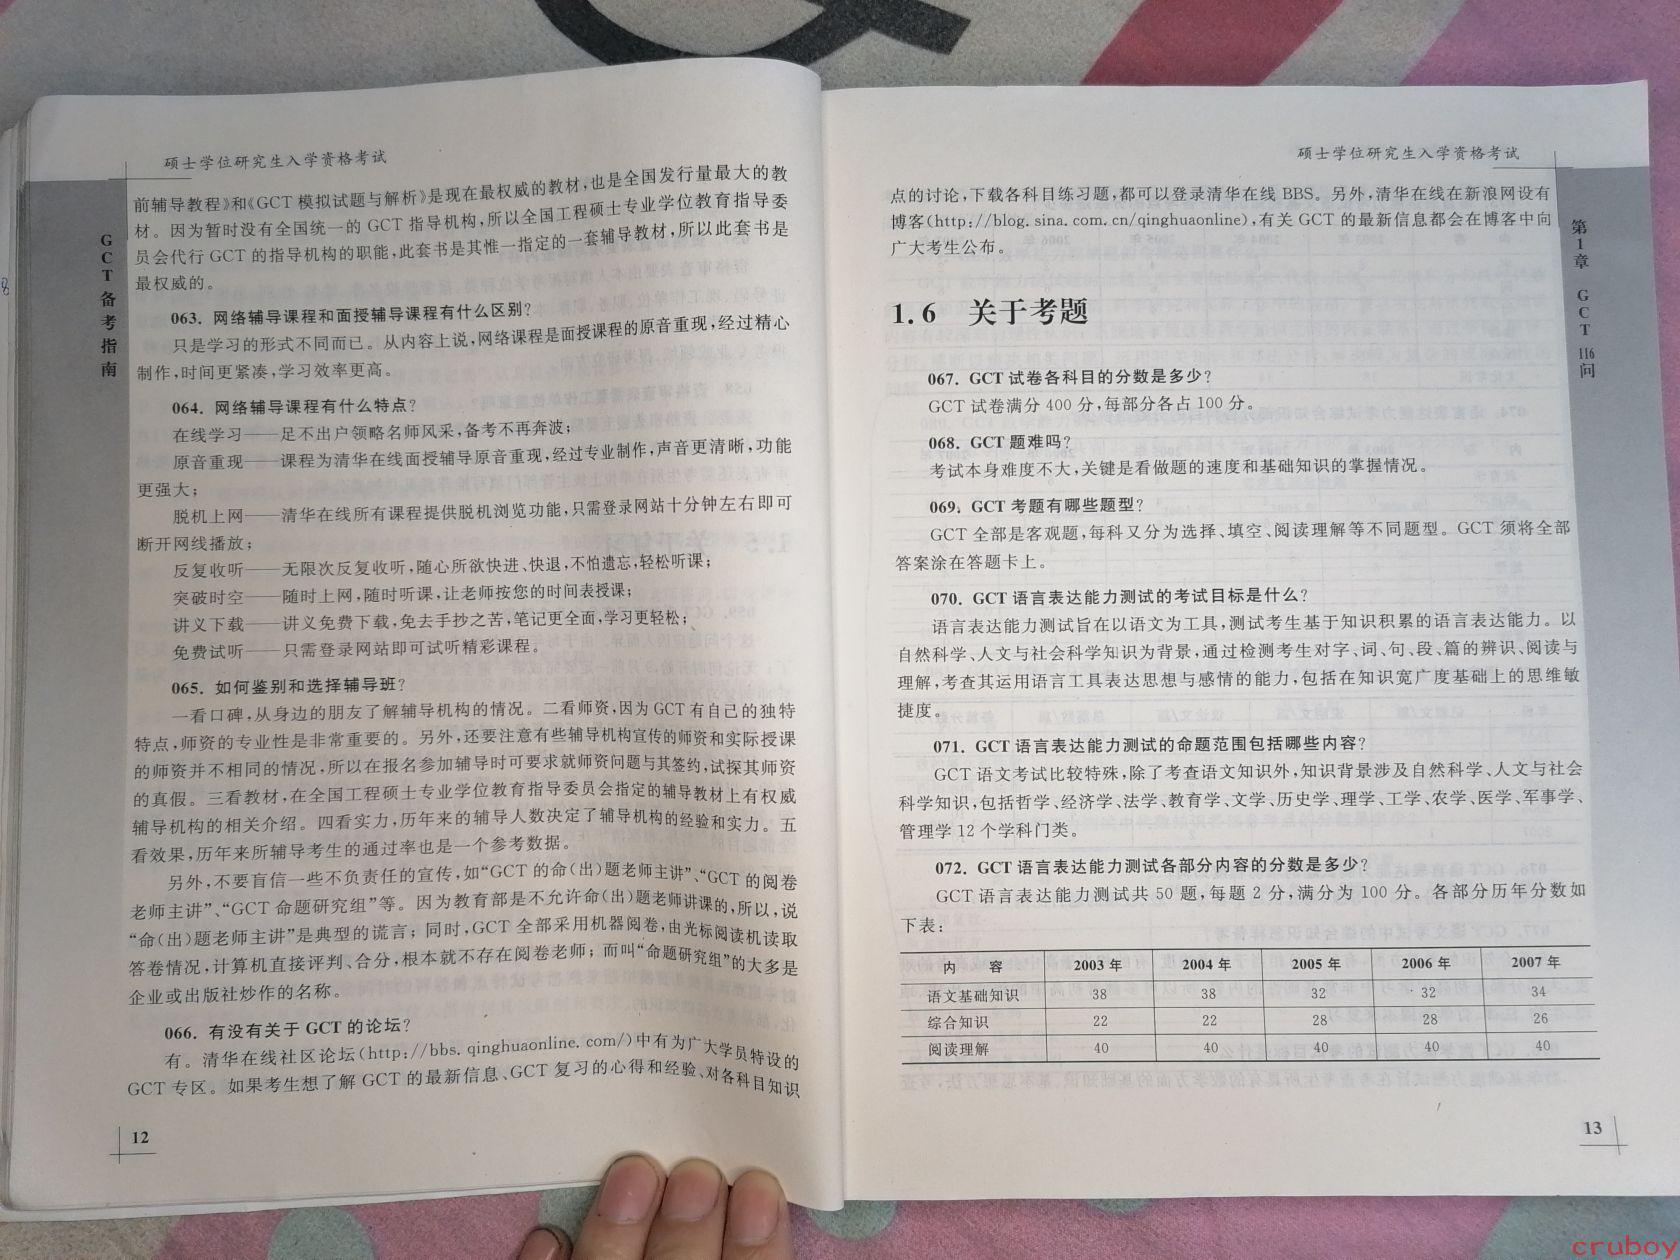 硕士学位研究生入学资格考试
GCT备考指南
前辅导教程》和《GCT模拟试题与解析》是现在最权威的教材,也是全国发行量最大的教
材。因为暂时没有全国统一的GCT指导机构,所以全国工程硕士专业学位教育指导委
员会代行GCT的指导机构的职能,此套书是其惟一指定的一套辅导教材,所以此套书是
最权威的。
063. 网络辅导课程和面授辅导课程有什么区别?
只是学习的形式不同而已。从内容上说,网络课程是面授课程的原音重现,经过精心
制作,时间更紧凑,学习效率更高。
064. 网络辅导课程有什么特点?
在线学习——足不出户领略名师风采,备考不再奔波;
原音重现——课程为清华在线面授辅导原音重现,经过专业制作,声音更清晰,功能
更强大;
脱机上网——清华在线所有课程提供脱机浏览功能,只需登录网站十分钟左右即可
断开网线播放;
反复收听——无限次反复收听,随心所欲快进、快退,不怕遗忘,轻松听课;
突破时空——随时上网,随时听课,让老师按您的时间表授课;
讲义下载——讲义免费下载,免去手抄之苦,笔记更全面,学习更轻松;
免费试听——只需登录网站即可试听精彩课程。
065. 如何鉴别和选择辅导班?
一看口碑,从身边的朋友了解辅导机构的情况。二看师资,因为GCT有自己的独特
特点,师资的专业性是非常重要的。另外,还要注意有些辅导机构宣传的师资和实际授课
的师资并不相同的情况,所以在报名参加辅导时可要求就师资问题与其签约,试探其师资
的真假。三看教材,在全国工程硕士专业学位教育指导委员会指定的辅导教材上有权威
辅导机构的相关介绍。四看实力,历年来的辅导人数决定了辅导机构的经验和实力。五
看效果,历年来所辅导考生的通过率也是一个参考数据。
另外,不要盲信一些不负责任的宣传,如“GCT的命(出)题老师主讲”、“GCT的阅卷
老师主讲”、“GCT命题研究组”等。因为教育部是不允许命(出)题老师讲课的,所以,说
“命(出)题老师主讲”是典型的谎言;同时,GCT全部采用机器阅卷,由光标阅读机读取
答卷情况,计算机直接评判、合分,根本就不存在阅卷老师;而叫“命题研究组”的大多是
企业或出版社炒作的名称。
066. 有没有关于GCT的论坛?
有。清华在线社区论坛(http://bbs.qinghuaonline.com/)中有为广大学员特设的
GCT专区。如果考生想了解GCT的最新信息、GCT复习的心得和经验、对各科目知识
12
硕士学位研究生入学资格考试
第1章 GCT 116问
点的讨论,下载各科目练习题,都可以登录清华在线BBS。另外,清华在线在新浪网设有
博客(http://blog.sina.com.cn/qinghuaonline),有关GCT的最新信息都会在博客中向
广大考生公布。
1.6 关于考题
067. GCT试卷各科目的分数是多少?
GCT试卷满分400分,每部分各占100分。
068. GCT题难吗?
考试本身难度不大,关键是看做题的速度和基础知识的掌握情况。
069. GCT考题有哪些题型?
GCT全部是客观题,每科又分为选择、填空、阅读理解等不同题型。GCT须将全部
答案涂在答题卡上。
070. GCT语言表达能力测试的考试目标是什么?
语言表达能力测试旨在以语文为工具,测试考生基于知识积累的语言表达能力。以
自然科学、人文与社会科学知识为背景,通过检测考生对字、词、句、段、篇的辨识、阅读与
理解,考查其运用语言工具表达思想与感情的能力,包括在知识宽广度基础上的思维敏
捷度。
071. GCT语言表达能力测试的命题范围包括哪些内容?
GCT语文考试比较特殊,除了考查语文知识外,知识背景涉及自然科学、人文与社会
科学知识,包括哲学、经济学、法学、教育学、文学、历史学、理学、工学、农学、医学、军事学、
管理学12个学科门类。
072. GCT语言表达能力测试各部分内容的分数是多少?
GCT语言表达能力测试共50题,每题2分,满分为100分。各部分历年分数如
下表:
内 容 2003年 2004年 2005年 2006年 2007年
语文基础知识 38 38 32 32 34
综合知识 22 22 28 28 26
阅读理解 40 40 40 40 40
13
cruboy